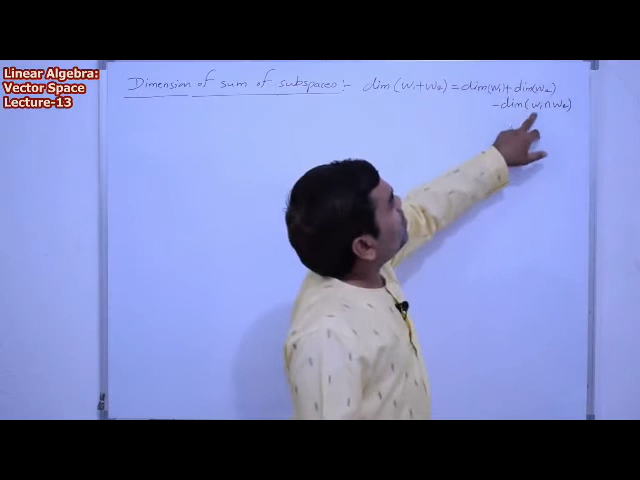 Linear Algebra:
Vector Space
Lecture-13
Dimension of sum of subspaces:- dim(W₁+W₂) = dim(W₁)+dim(W₂)
-dim(W₁∩W₂)